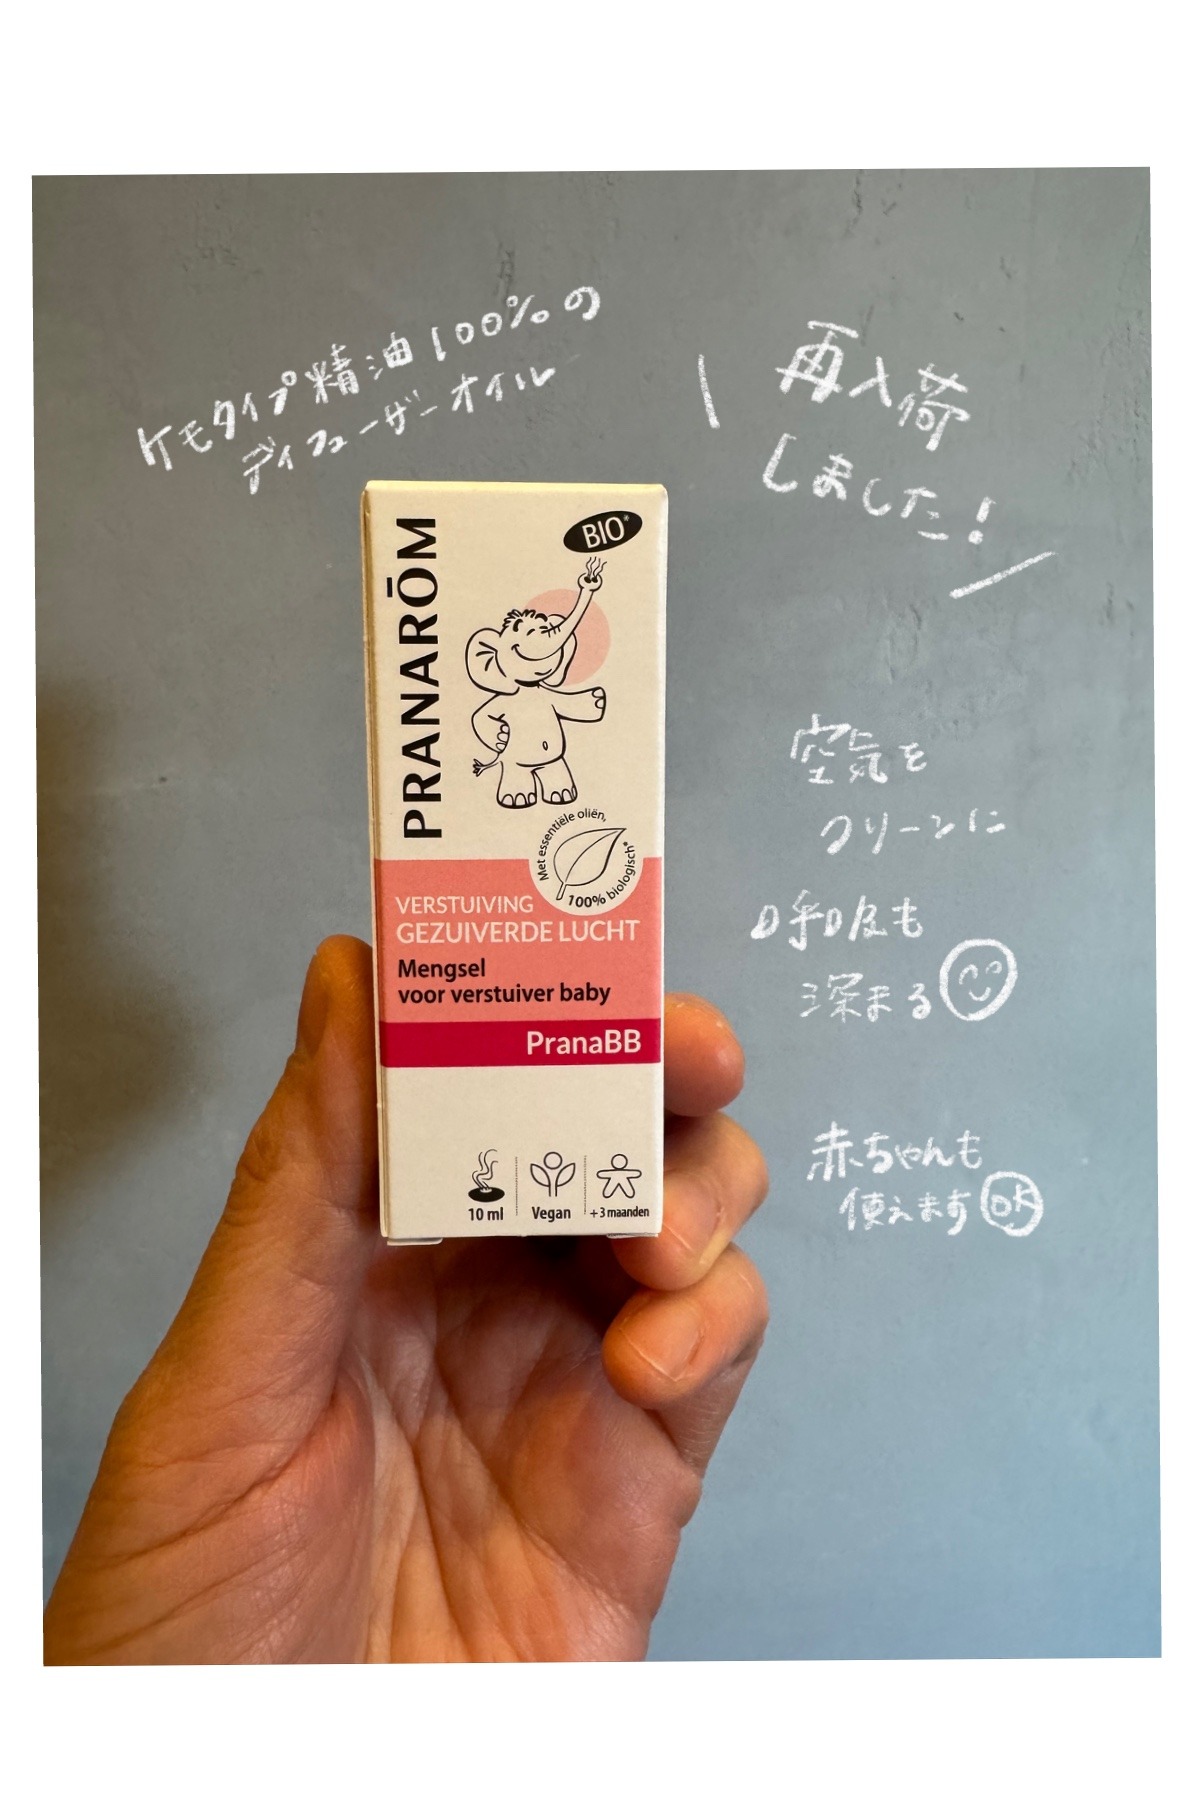 ケモタイプ精油100%の
ディフューザーオイル
再入荷
しました!
PRANARŌM
BIO*
Met essentiële oliën,
100% biologisch*
VERSTUIVING
GEZUIVERDE LUCHT
Mengsel
voor verstuiver baby
PranaBB
10 ml
Vegan
+3 maanden
空気を
クリーンに
呼吸も
深まる
赤ちゃんも
使えます OK